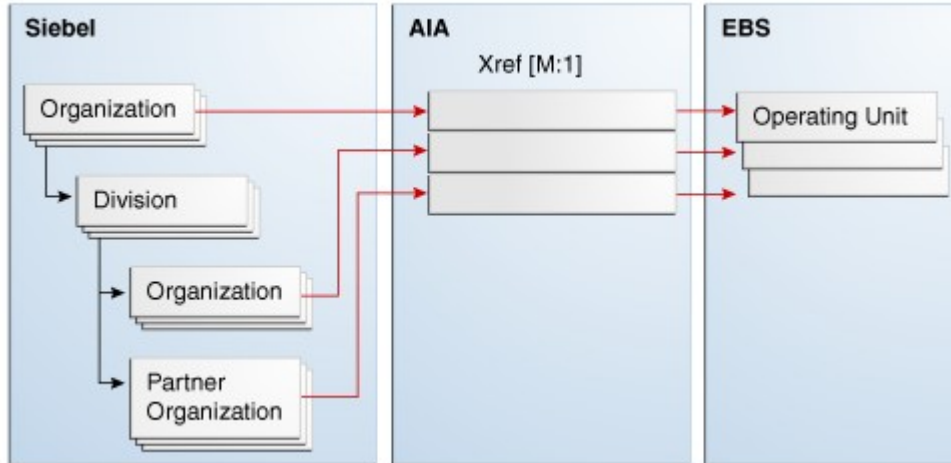 Siebel
AIA
EBS
Xref [M:1]
Organization
Operating Unit
Division
Organization
Partner
Organization